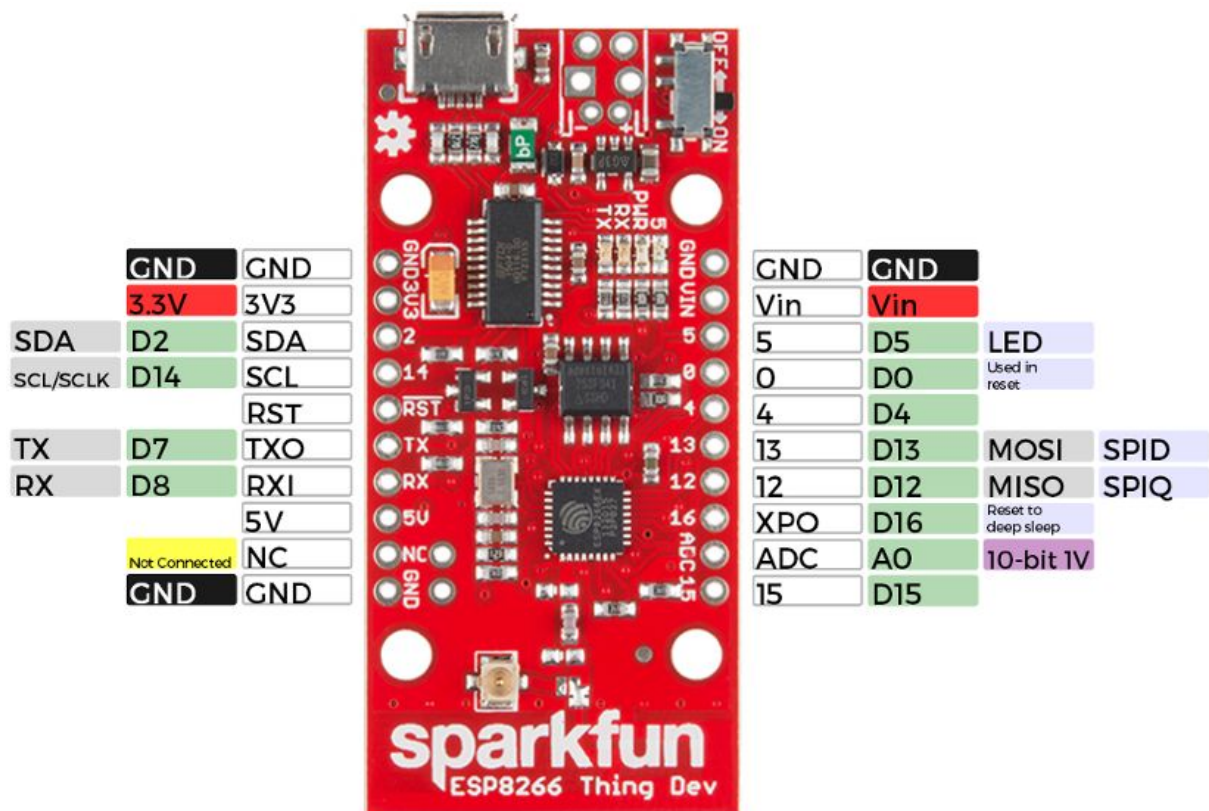 OFF
ON
- +
bP
TX
RX
PWR
5
GND GND GND GND VIN GND GND
3.3V 3V3 3V3 Vin Vin
SDA D2 SDA 2 5 5 D5 LED
SCL/SCLK D14 SCL 14 0 0 D0 Used in
reset
RST RST 4 4 D4
TX D7 TXO TX 13 13 D13 MOSI SPID
RX D8 RXI RX 12 12 D12 MISO SPIQ
5V 5V 16 XPO D16 Reset to
deep sleep
Not Connected NC NC ADC ADC A0 10-bit 1V
GND GND GND 15 15 D15
sparkfun
ESP8266 Thing Dev